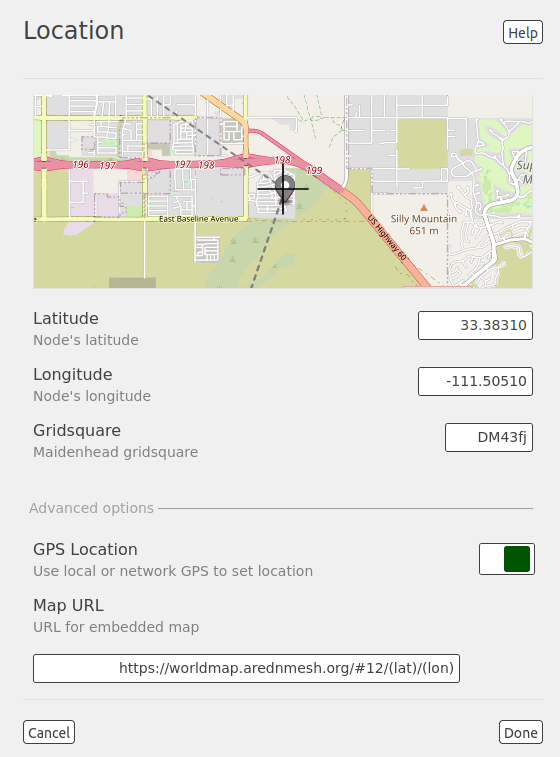 Location
Help
196 197
197 198
198
199
East Baseline Avenue
Silly Mountain
651 m
US Highway 60
Latitude
Node's latitude
33.38310
Longitude
Node's longitude
-111.50510
Gridsquare
Maidenhead gridsquare
DM43fj
Advanced options
GPS Location
Use local or network GPS to set location
Map URL
URL for embedded map
https://worldmap.arednmesh.org/#12/(lat)/(lon)
Cancel
Done